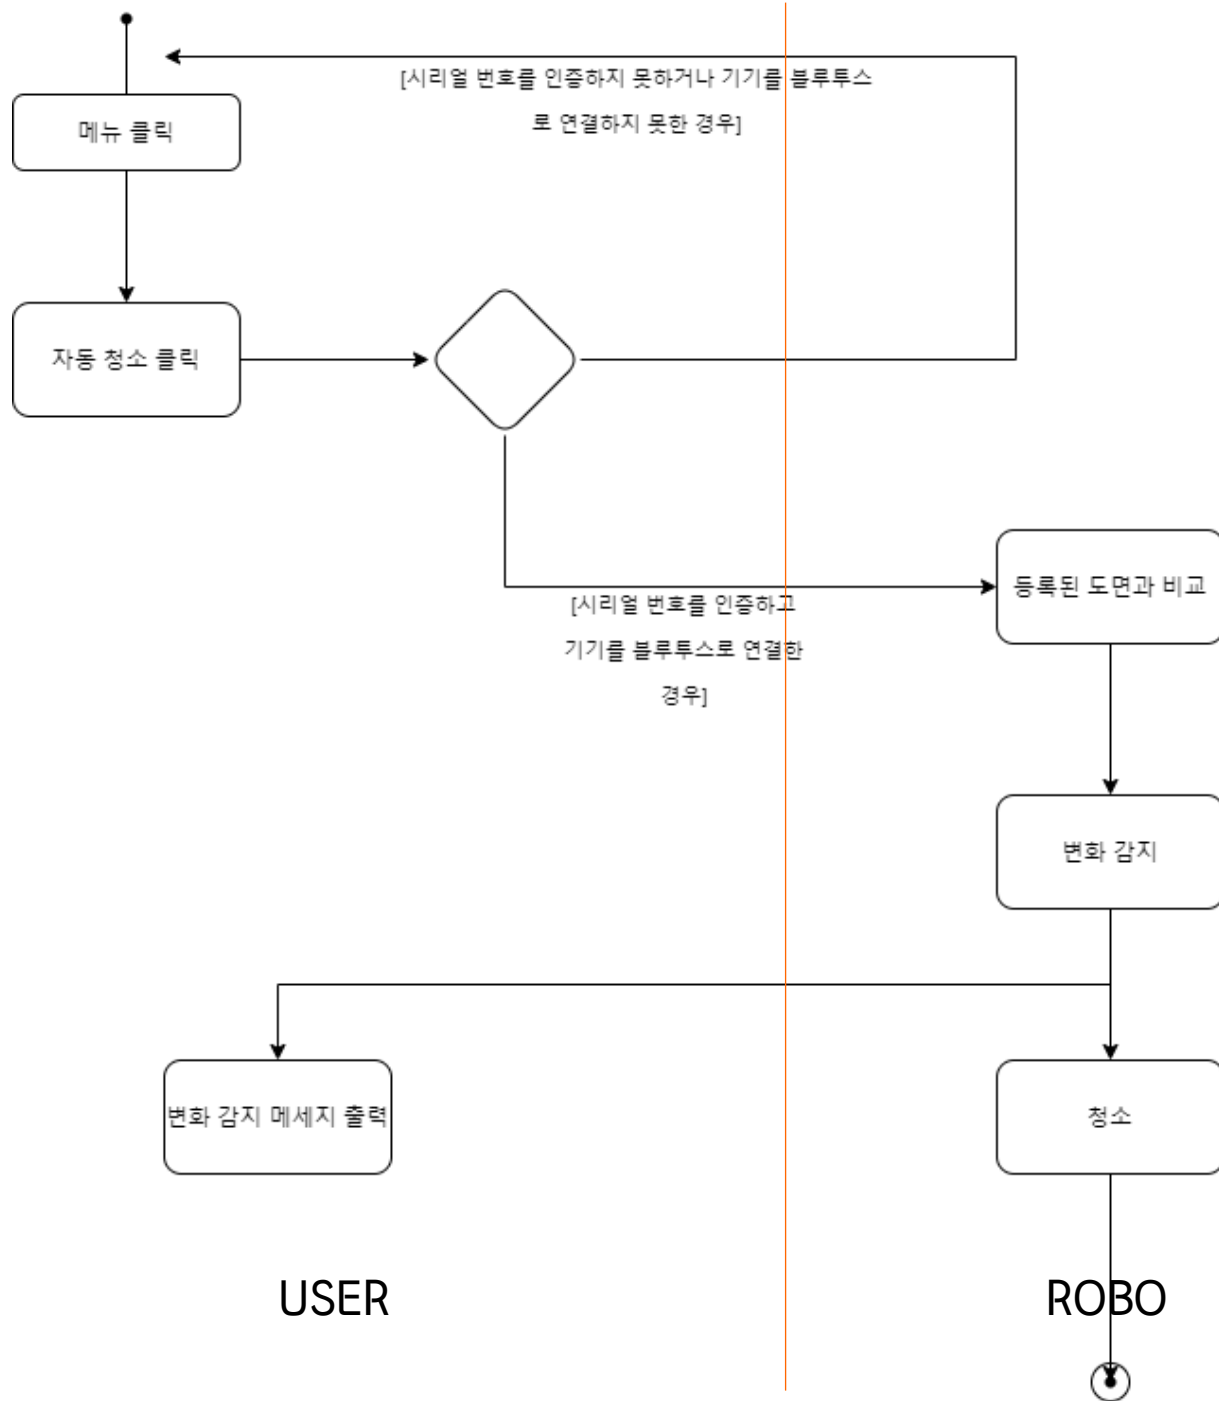 [시리얼 번호를 인증하지 못하거나 기기를 블루투스
로 연결하지 못한 경우]
메뉴 클릭
자동 청소 클릭
등록된 도면과 비교
[시리얼 번호를 인증하고
기기를 블루투스로 연결한
경우]
변화 감지
변화 감지 메세지 출력
청소
USER
ROBO